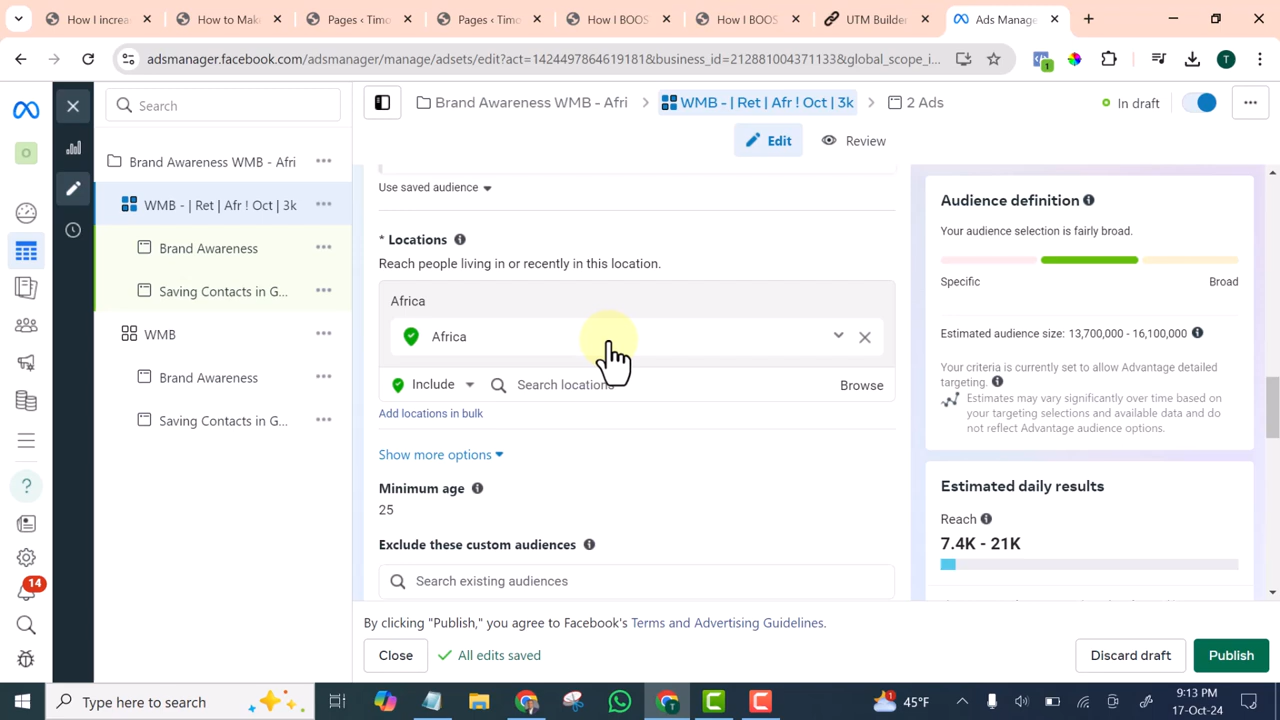 How I increa
How to Make
Pages ‹ Timo
Pages ‹ Timo
How I BOOS
How I BOOS
UTM Builder
Ads Manager
adsmanager.facebook.com/adsmanager/manage/adsets/edit?act=1424497864619181&business_id=212881004371133&global_scope_i...
1
T
Search
Brand Awareness WMB - Afri
WMB - | Ret | Afr ! Oct | 3k
2 Ads
In draft
Edit
Review
O
Brand Awareness WMB - Afri
WMB - | Ret | Afr ! Oct | 3k
Brand Awareness
Saving Contacts in G...
WMB
Brand Awareness
Saving Contacts in G...
14
Use saved audience
* Locations
Reach people living in or recently in this location.
Africa
Africa
Include
Search locations
Browse
Add locations in bulk
Show more options
Minimum age
25
Exclude these custom audiences
Search existing audiences
Audience definition
Your audience selection is fairly broad.
Specific
Broad
Estimated audience size: 13,700,000 - 16,100,000
Your criteria is currently set to allow Advantage detailed
targeting.
Estimates may vary significantly over time based on
your targeting selections and available data and do
not reflect Advantage audience options.
Estimated daily results
Reach
7.4K - 21K
By clicking "Publish," you agree to Facebook's Terms and Advertising Guidelines.
Close
All edits saved
Discard draft
Publish
Type here to search
45°F
9:13 PM
17-Oct-24